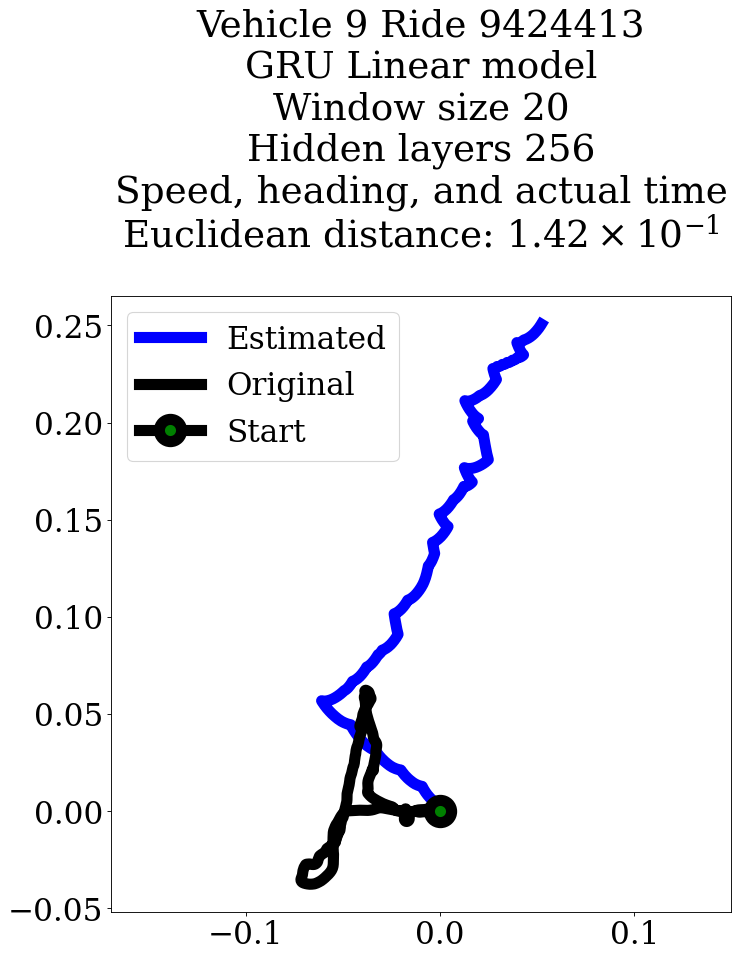 Vehicle 9 Ride 9424413
GRU Linear model
Window size 20
Hidden layers 256
Speed, heading, and actual time
Euclidean distance: 1.42 × 10⁻¹
Estimated
Original
Start
0.25
0.20
0.15
0.10
0.05
0.00
−0.05
−0.1 0.0 0.1